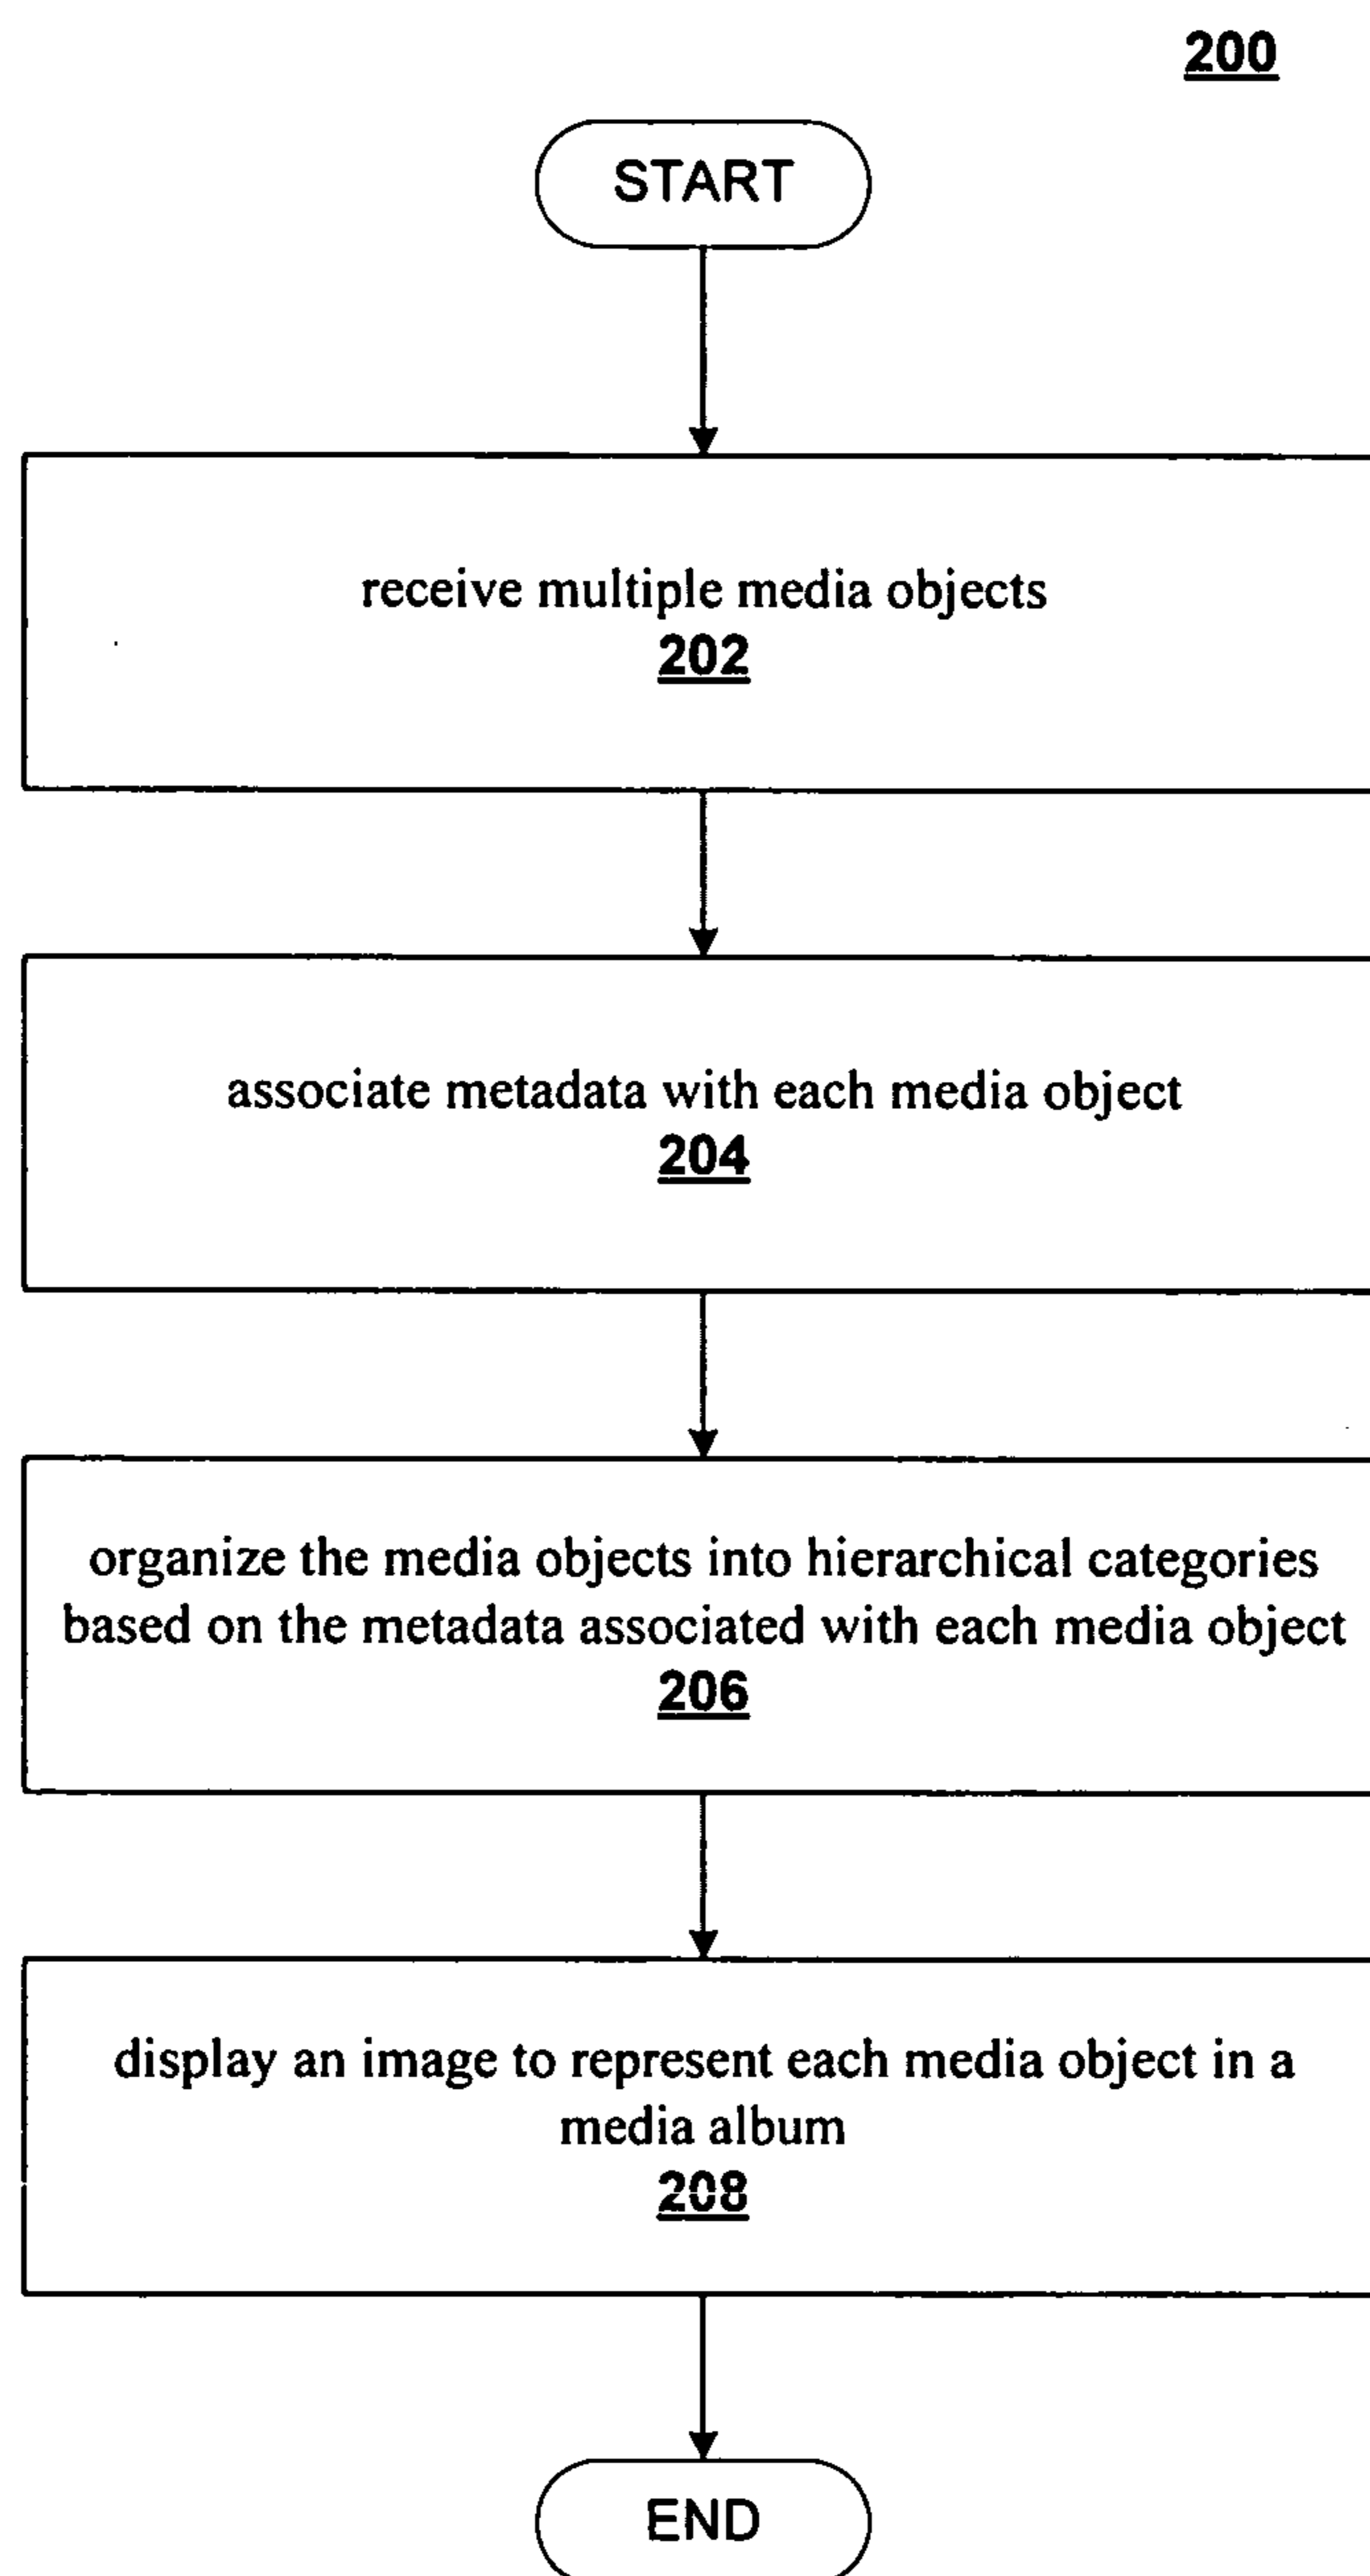 200
START
receive multiple media objects
202
associate metadata with each media object
204
organize the media objects into hierarchical categories
based on the metadata associated with each media object
206
display an image to represent each media object in a
media album
208
END